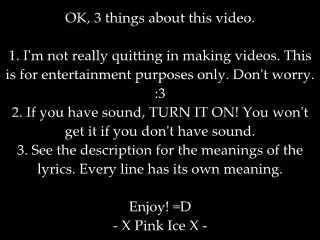 OK, 3 things about this video.
1. I'm not really quitting in making videos. This
is for entertainment purposes only. Don't worry.
:3
2. If you have sound, TURN IT ON! You won't
get it if you don't have sound.
3. See the description for the meanings of the
lyrics. Every line has its own meaning.
Enjoy! =D
- X Pink Ice X -